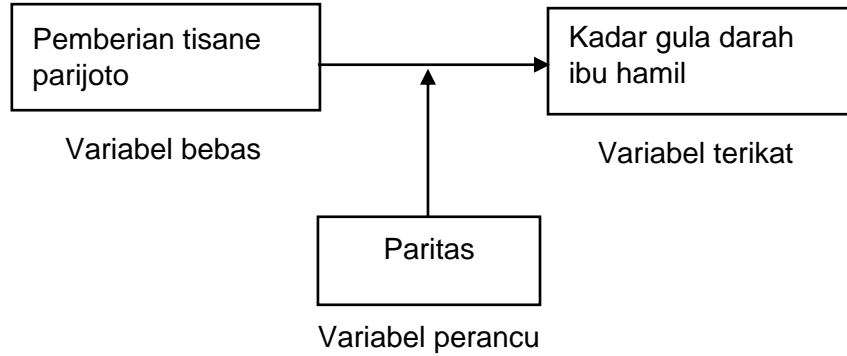 Pemberian tisane
parijoto
Variabel bebas
Kadar gula darah
ibu hamil
Variabel terikat
Paritas
Variabel perancu